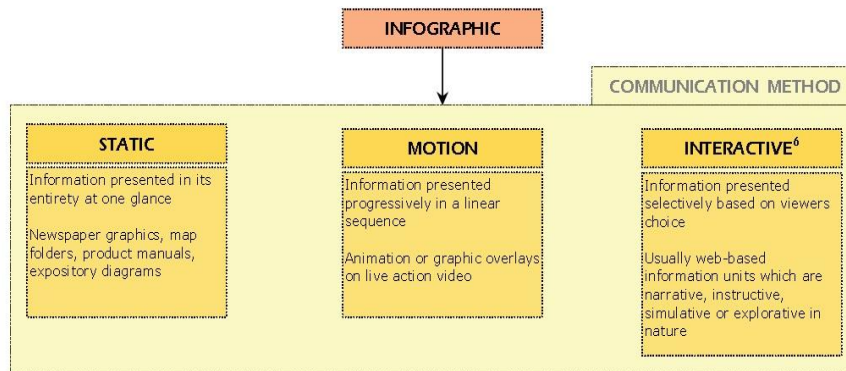 INFOGRAPHIC
COMMUNICATION METHOD
STATIC
Information presented in its
entirety at one glance
Newspaper graphics, map
folders, product manuals,
expository diagrams
MOTION
Information presented
progressively in a linear
sequence
Animation or graphic overlays
on live action video
INTERACTIVE⁶
Information presented
selectively based on viewers
choice
Usually web-based
information units which are
narrative, instructive,
simulative or explorative in
nature